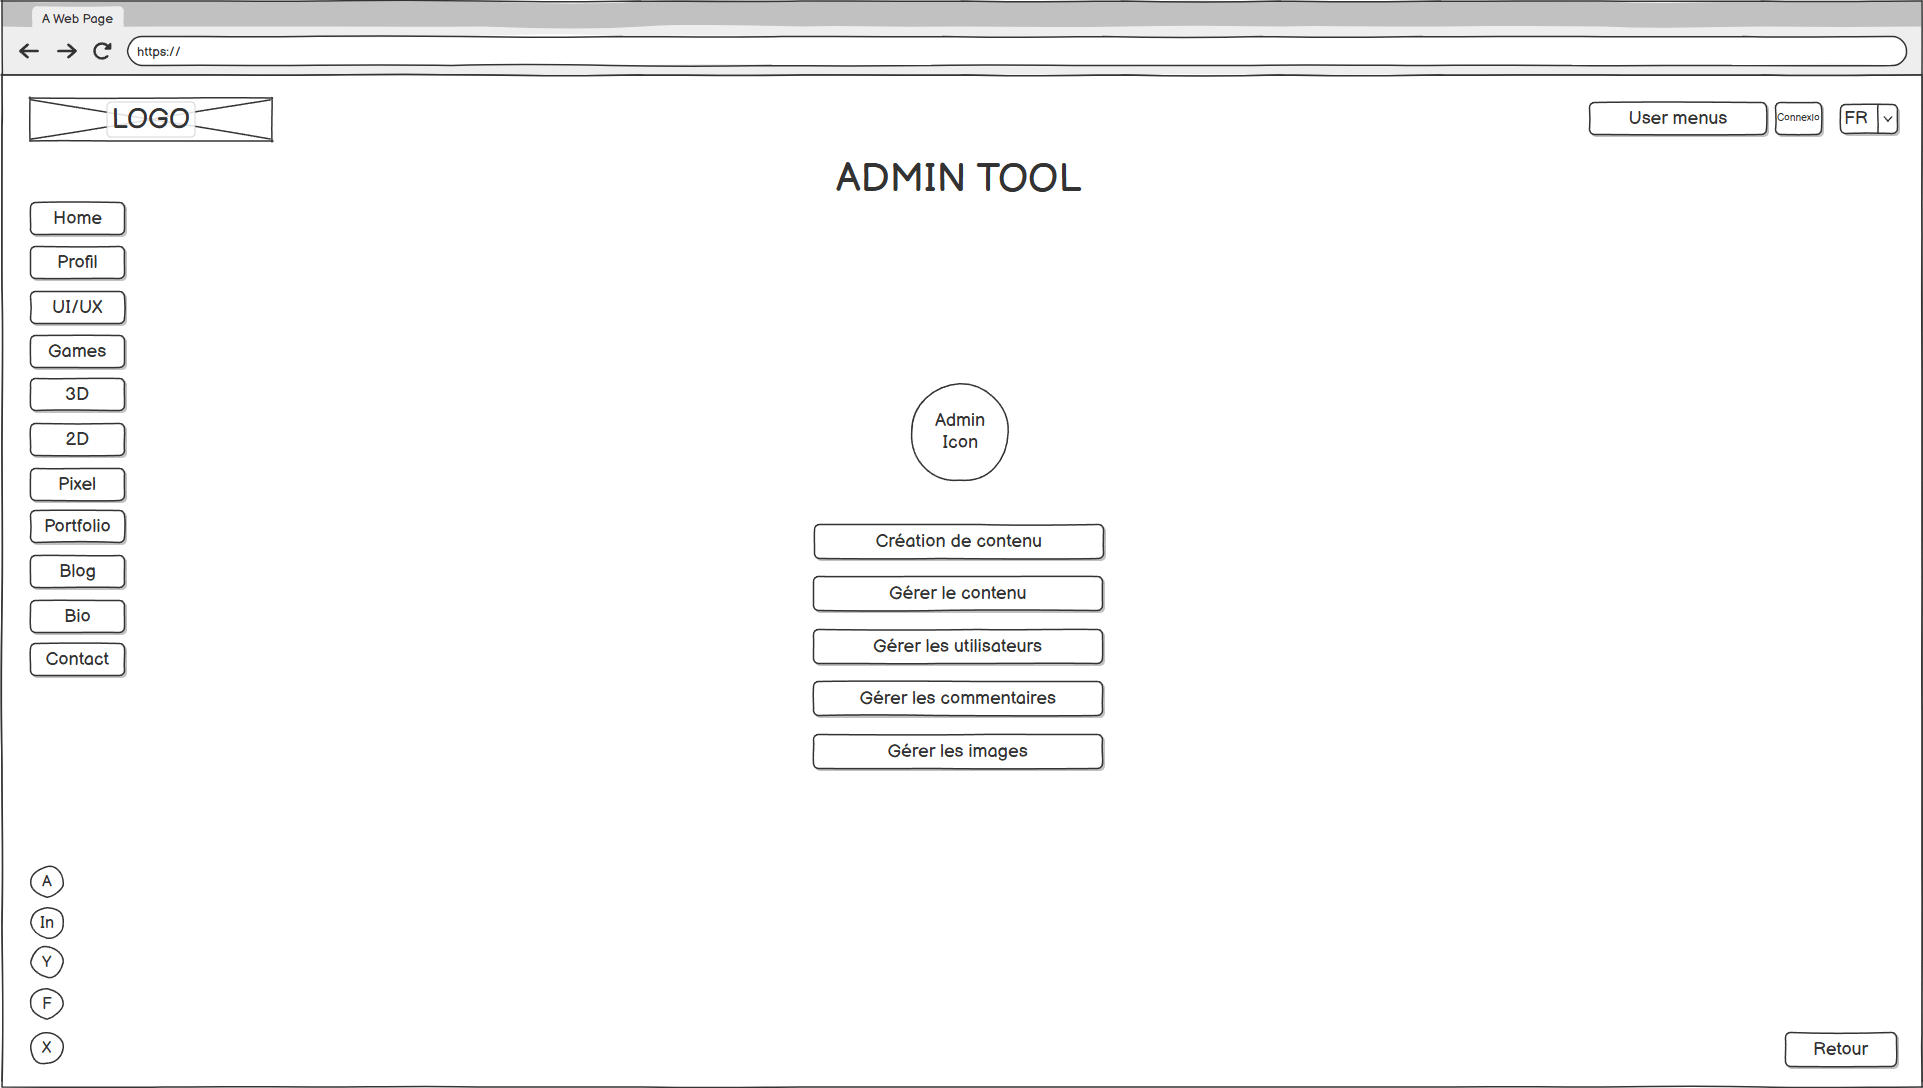 A Web Page
https://
LOGO
User menus
Connexio
FR
ADMIN TOOL
Home
Profil
UI/UX
Games
3D
2D
Pixel
Portfolio
Blog
Bio
Contact
Admin
Icon
Création de contenu
Gérer le contenu
Gérer les utilisateurs
Gérer les commentaires
Gérer les images
A
In
Y
F
X
Retour